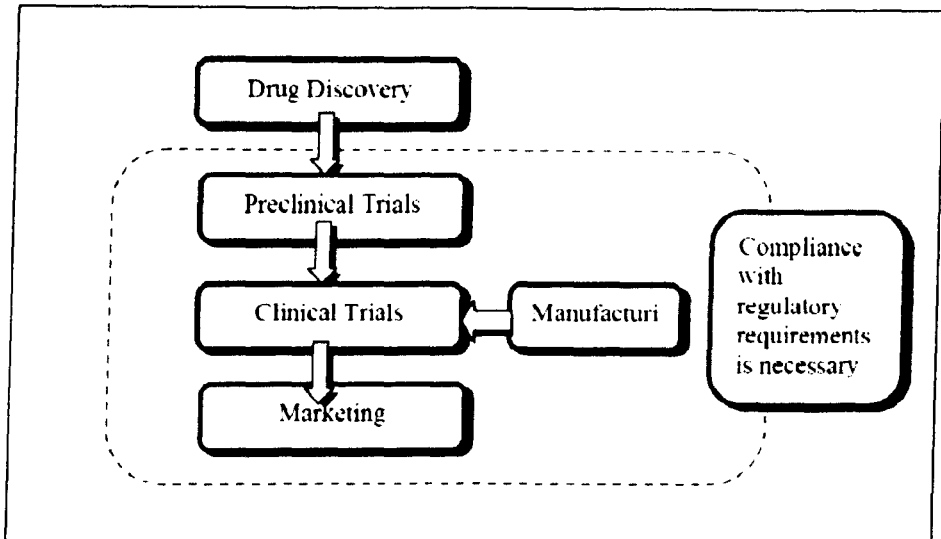 Drug Discovery
Preclinical Trials
Clinical Trials
Manufacturi
Marketing
Compliance
with
regulatory
requirements
is necessary